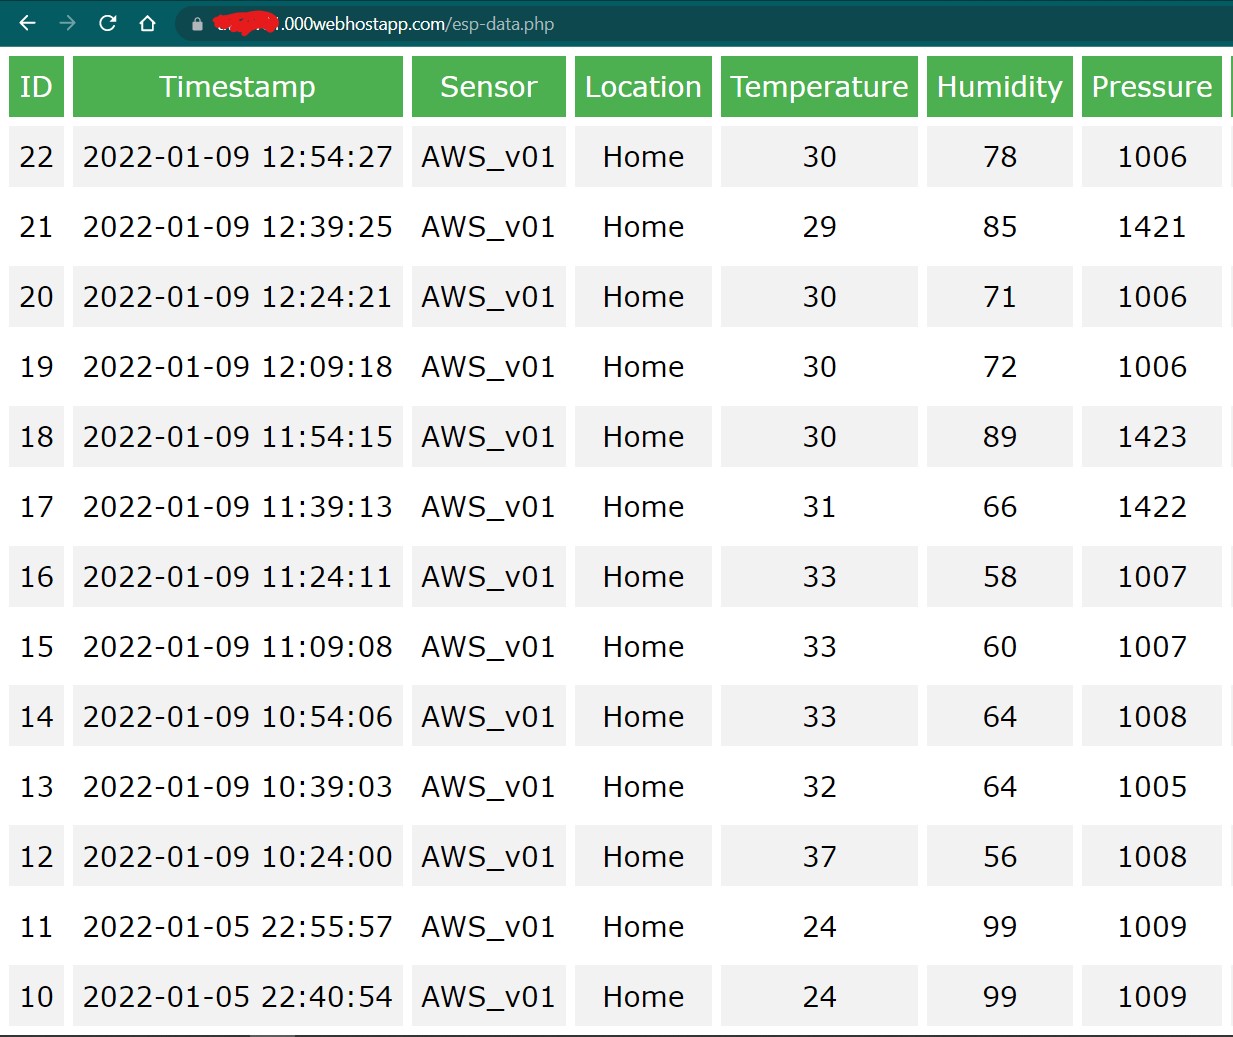 .000webhostapp.com/esp-data.php
ID Timestamp Sensor Location Temperature Humidity Pressure
22 2022-01-09 12:54:27 AWS_v01 Home 30 78 1006
21 2022-01-09 12:39:25 AWS_v01 Home 29 85 1421
20 2022-01-09 12:24:21 AWS_v01 Home 30 71 1006
19 2022-01-09 12:09:18 AWS_v01 Home 30 72 1006
18 2022-01-09 11:54:15 AWS_v01 Home 30 89 1423
17 2022-01-09 11:39:13 AWS_v01 Home 31 66 1422
16 2022-01-09 11:24:11 AWS_v01 Home 33 58 1007
15 2022-01-09 11:09:08 AWS_v01 Home 33 60 1007
14 2022-01-09 10:54:06 AWS_v01 Home 33 64 1008
13 2022-01-09 10:39:03 AWS_v01 Home 32 64 1005
12 2022-01-09 10:24:00 AWS_v01 Home 37 56 1008
11 2022-01-05 22:55:57 AWS_v01 Home 24 99 1009
10 2022-01-05 22:40:54 AWS_v01 Home 24 99 1009